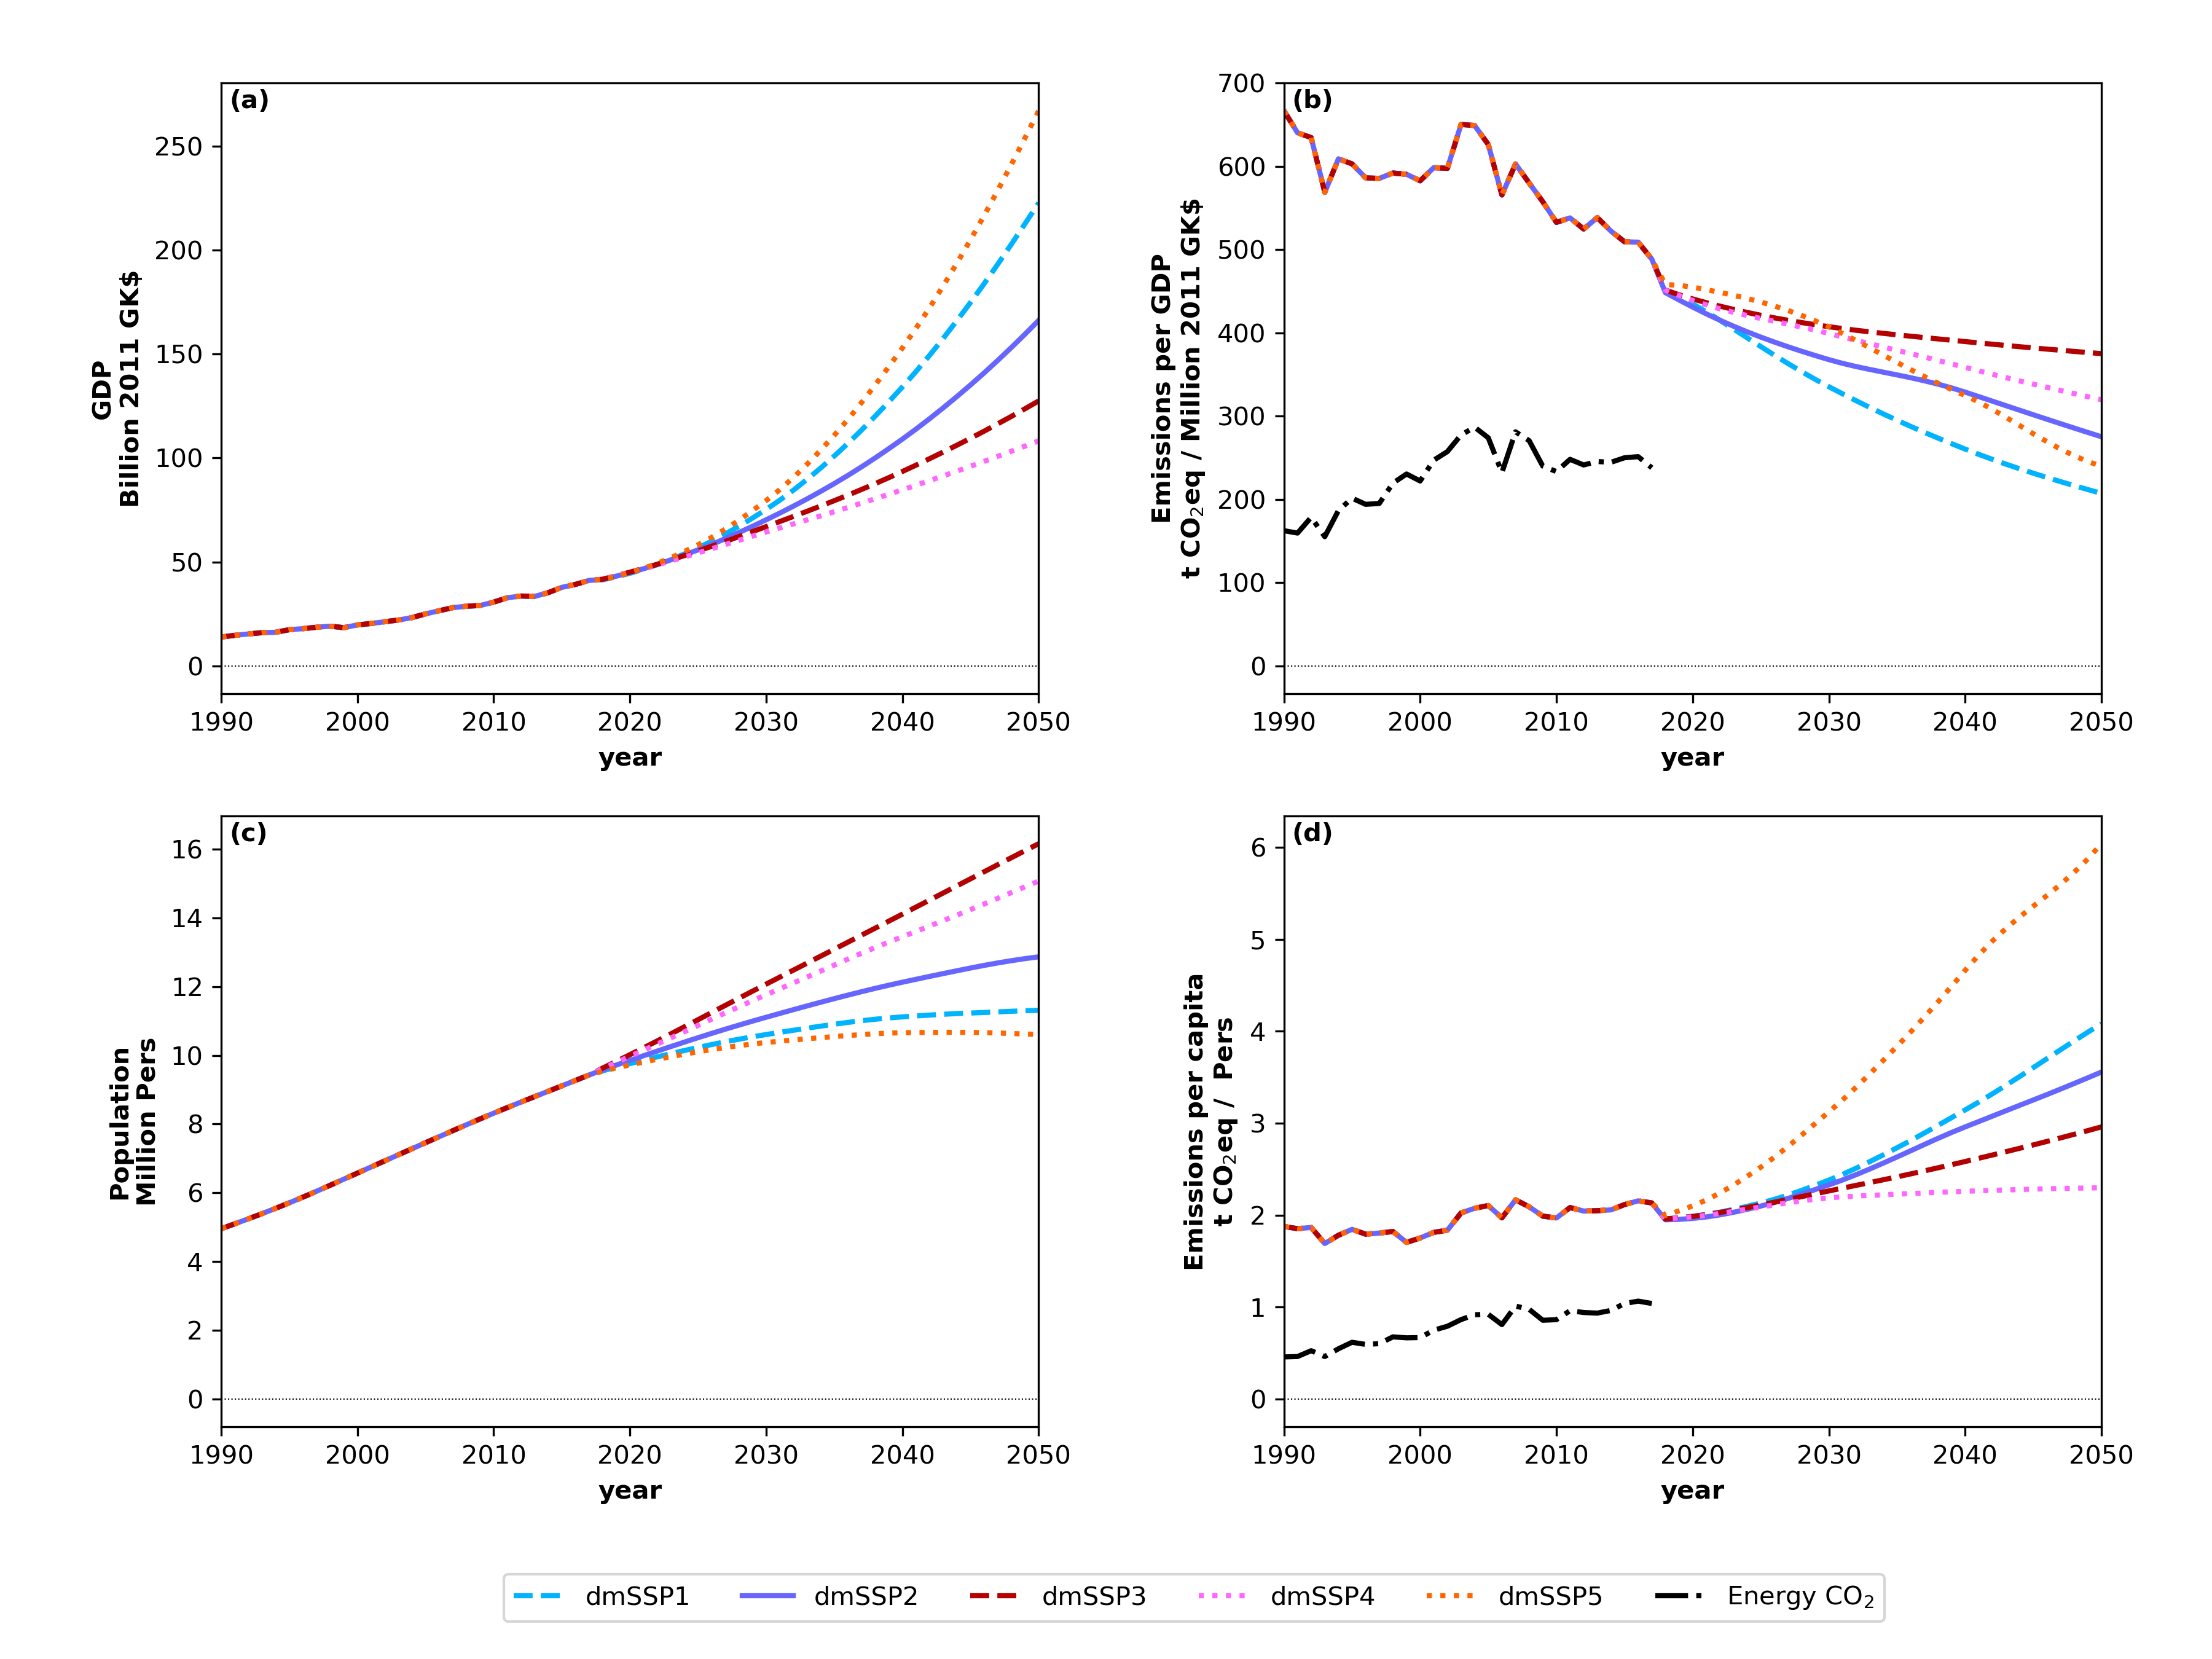 (a)
GDP
Billion 2011 GK$
250
200
150
100
50
0
1990 2000 2010 2020 2030 2040 2050
year
(b)
Emissions per GDP
t CO₂eq / Million 2011 GK$
700
600
500
400
300
200
100
0
1990 2000 2010 2020 2030 2040 2050
year
(c)
Population
Million Pers
16
14
12
10
8
6
4
2
0
1990 2000 2010 2020 2030 2040 2050
year
(d)
Emissions per capita
t CO₂eq / Pers
6
5
4
3
2
1
0
1990 2000 2010 2020 2030 2040 2050
year
dmSSP1 dmSSP2 dmSSP3 dmSSP4 dmSSP5 Energy CO₂